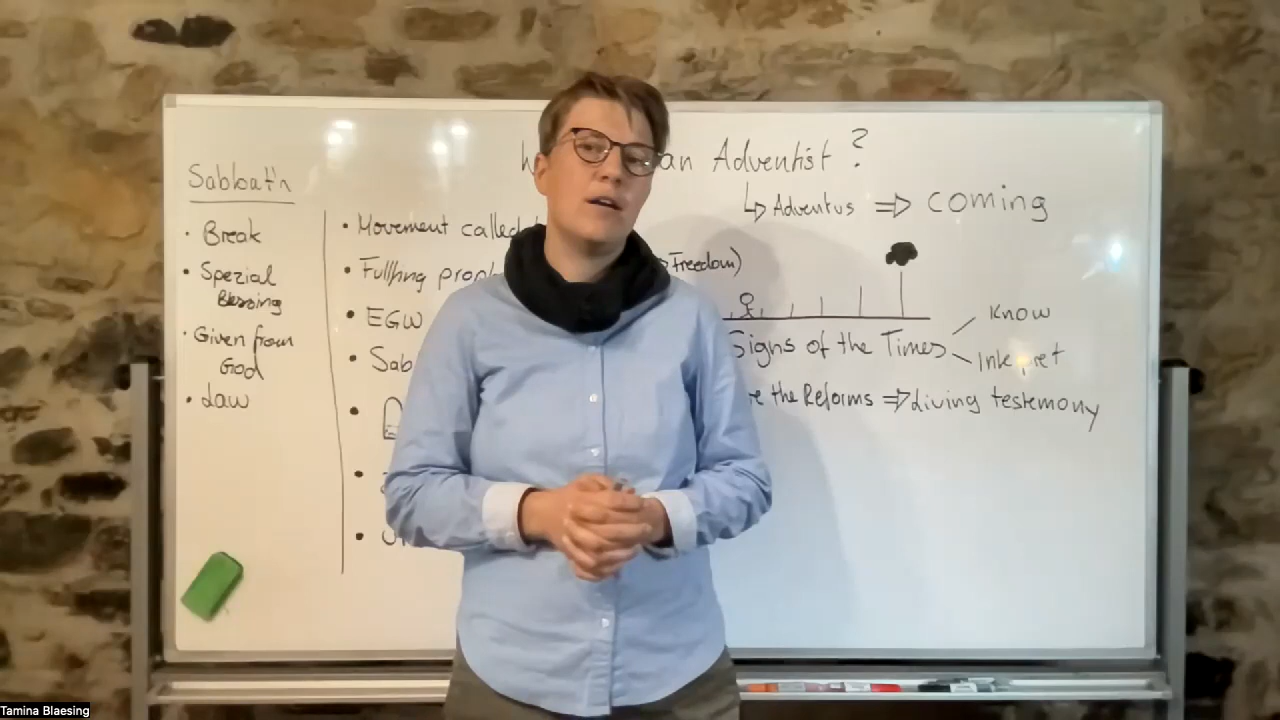 an Adventist ?
↳ Adventus ⇒ coming
Sabbath
• Break
• Spezial
Blessing
• Given from
God
• Law
• Movement called
• Fulfilling
Freedom)
• EGW
• Sab
Signs of the Times
Know
Interpret
the Reforms ⇒ Living testemony
Tamina Blaesing